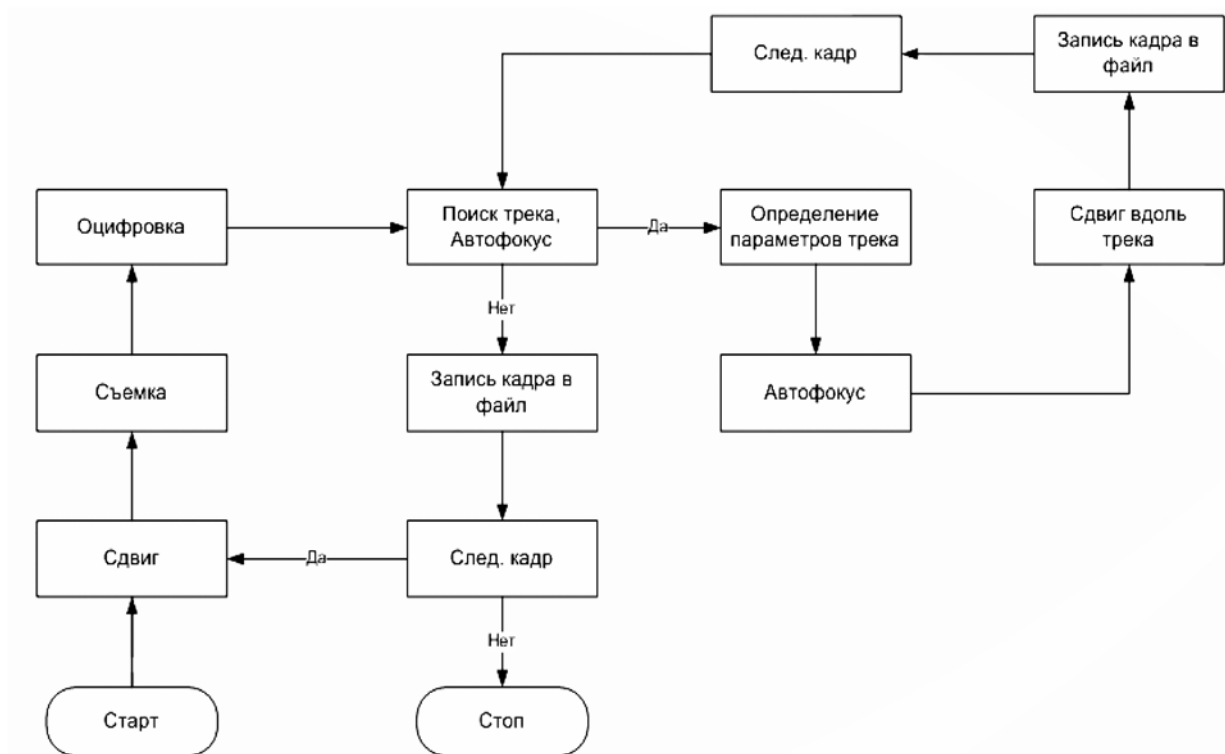 След. кадр
Запись кадра в
файл
Оцифровка
Поиск трека,
Автофокус
Да
Определение
параметров трека
Сдвиг вдоль
трека
Нет
Съемка
Запись кадра в
файл
Автофокус
Сдвиг
Да
След. кадр
Нет
Старт
Стоп